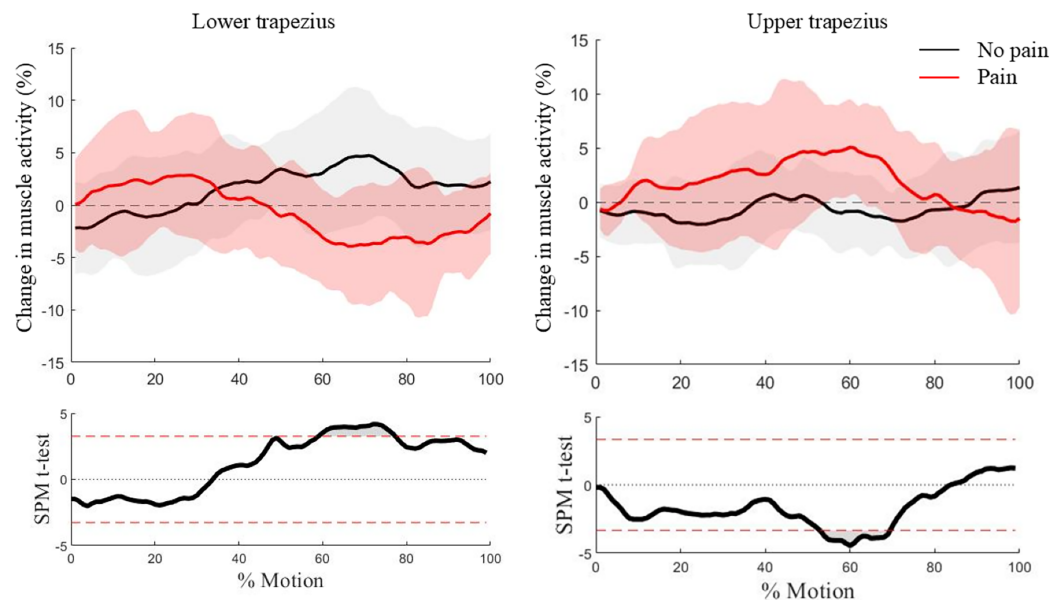 Lower trapezius
Change in muscle activity (%)
15
10
5
0
-5
-10
-15
0 20 40 60 80 100
SPM t-test
5
0
-5
0 20 40 60 80 100
% Motion
Upper trapezius
No pain
Pain
Change in muscle activity (%)
15
10
5
0
-5
-10
-15
0 20 40 60 80 100
SPM t-test
5
0
-5
0 20 40 60 80 100
% Motion